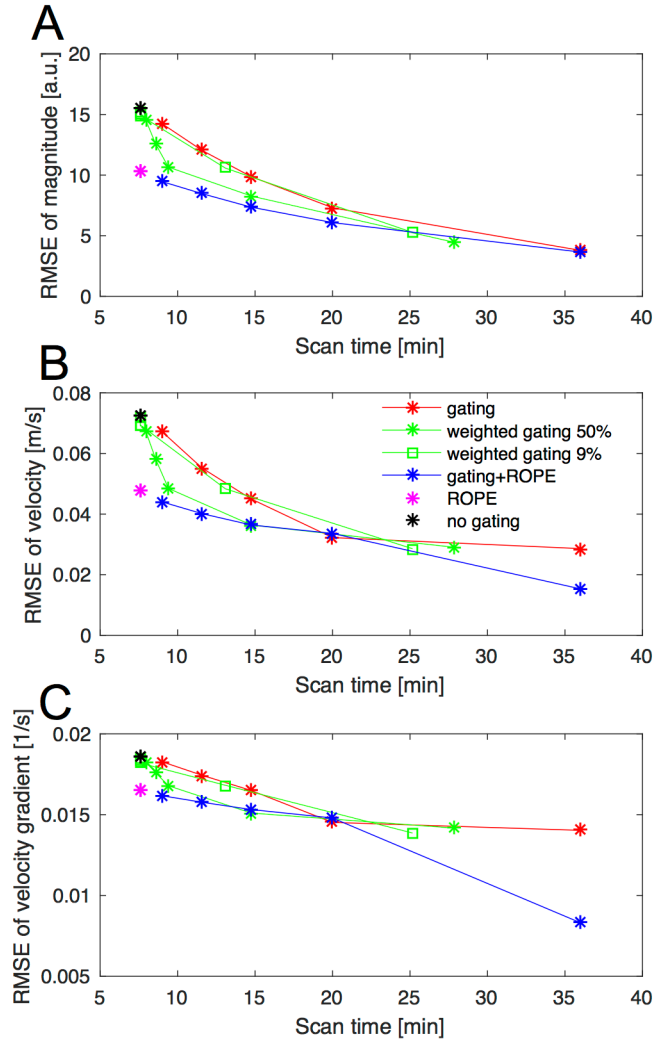 A
RMSE of magnitude [a.u.]
20
15
10
5
0
5 10 15 20 25 30 35 40
Scan time [min]
B
RMSE of velocity [m/s]
0.08
0.06
0.04
0.02
0
gating
weighted gating 50%
weighted gating 9%
gating+ROPE
ROPE
no gating
5 10 15 20 25 30 35 40
Scan time [min]
C
RMSE of velocity gradient [1/s]
0.02
0.015
0.01
0.005
5 10 15 20 25 30 35 40
Scan time [min]